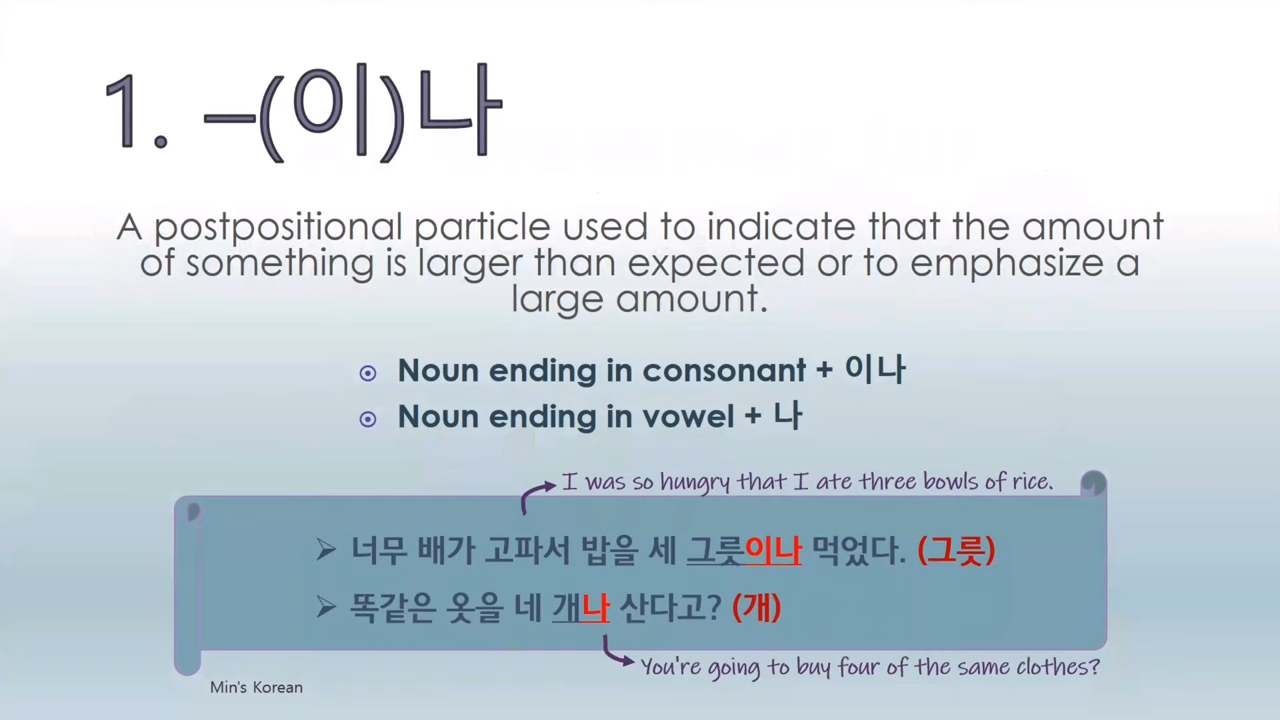 1. –(이)나
A postpositional particle used to indicate that the amount
of something is larger than expected or to emphasize a
large amount.
Noun ending in consonant + 이나
Noun ending in vowel + 나
I was so hungry that I ate three bowls of rice.
너무 배가 고파서 밥을 세 그릇이나 먹었다. (그릇)
똑같은 옷을 네 개나 산다고? (개)
You're going to buy four of the same clothes?
Min's Korean